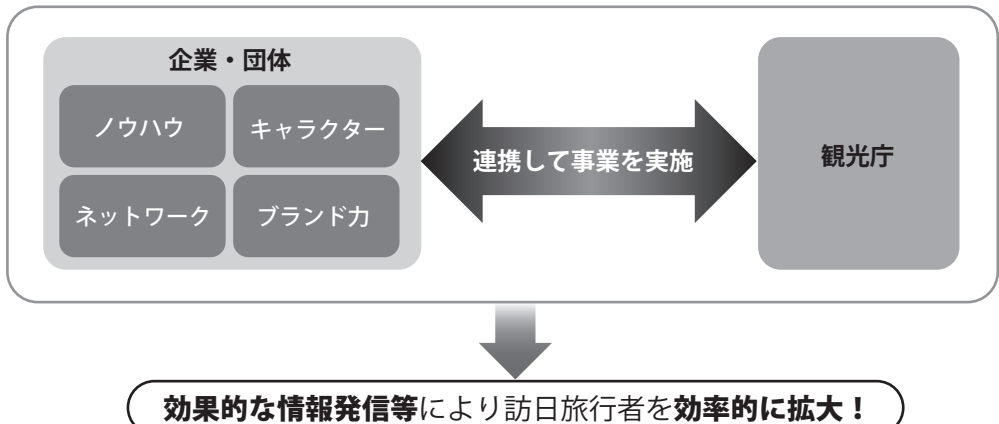 企業・団体
ノウハウ
キャラクター
ネットワーク
ブランド力
連携して事業を実施
観光庁
効果的な情報発信等により訪日旅行者を効率的に拡大！